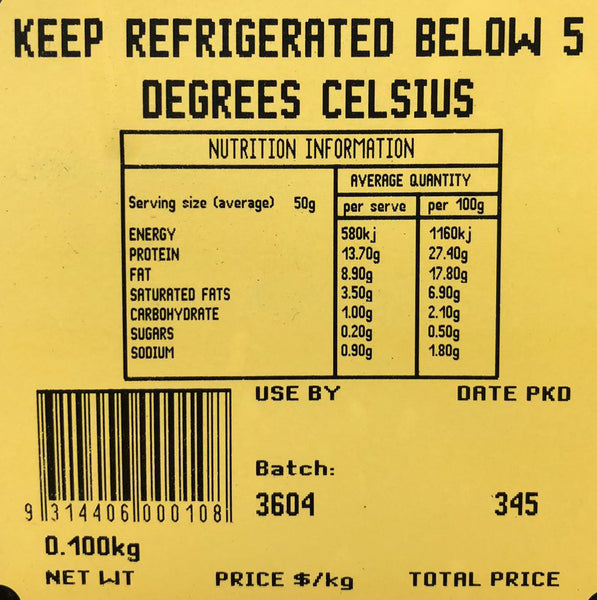 KEEP REFRIGERATED BELOW 5
DEGREES CELSIUS
NUTRITION INFORMATION
AVERAGE QUANTITY
Serving size (average) 50g per serve per 100g
ENERGY 580kj 1160kj
PROTEIN 13.70g 27.40g
FAT 8.90g 17.80g
SATURATED FATS 3.50g 6.90g
CARBOHYDRATE 1.00g 2.10g
SUGARS 0.20g 0.50g
SODIUM 0.90g 1.80g
USE BY DATE PKD
Batch:
3604 345
9 314406 000108
0.100kg
NET WT PRICE $/kg TOTAL PRICE